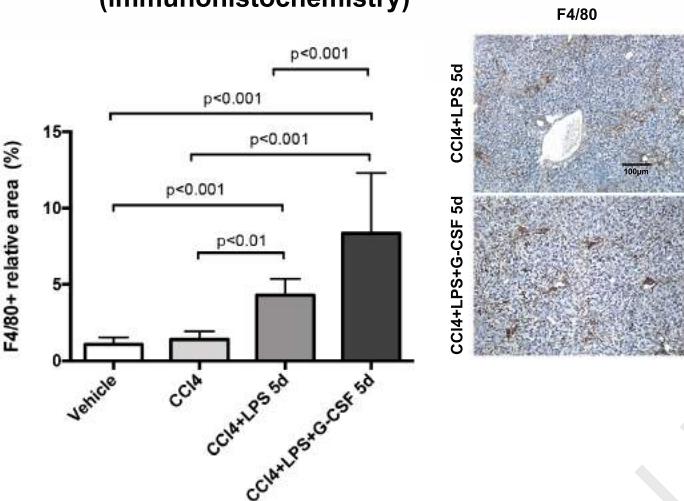 (immunohistochemistry)
F4/80
p<0.001
p<0.001
p<0.001
p<0.001
p<0.01
15
10
5
0
F4/80+ relative area (%)
Vehicle
CCl4
CCl4+LPS 5d
CCl4+LPS+G-CSF 5d
CCl4+LPS 5d
100µm
CCl4+LPS+G-CSF 5d